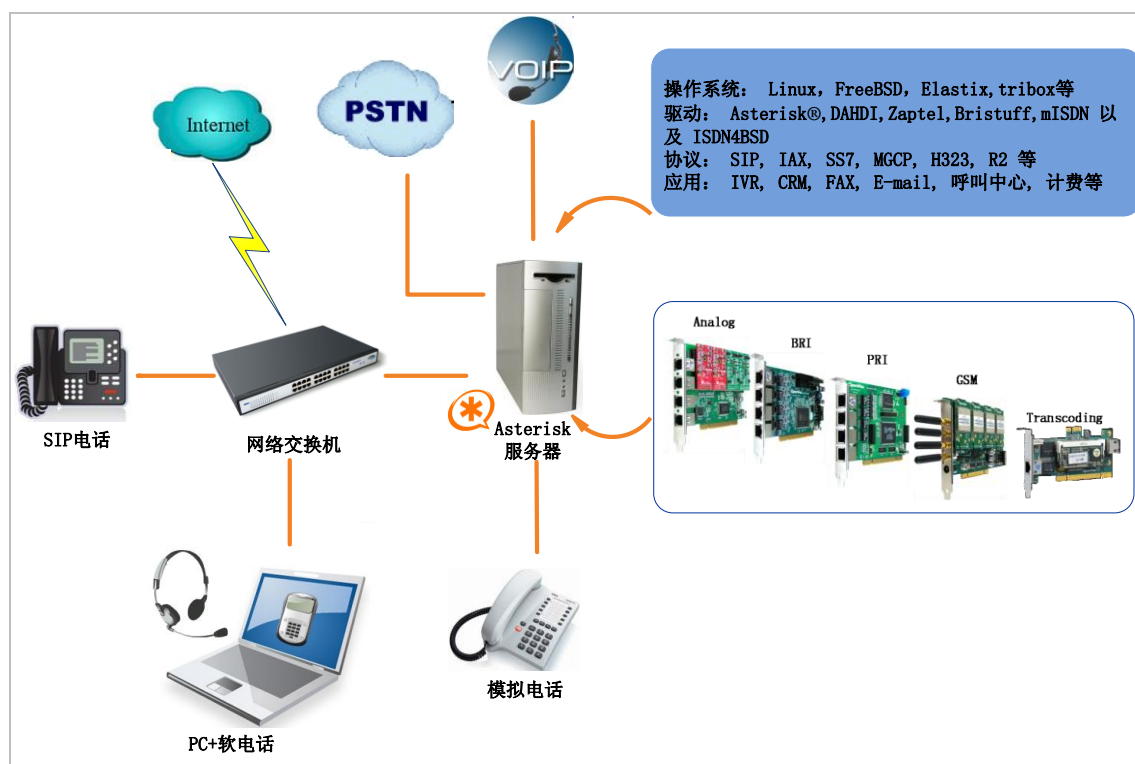 VOIP
Internet
PSTN
操作系统: Linux, FreeBSD, Elastix,tribox等
驱动: Asterisk®,DAHDI,Zaptel,Bristuff,mISDN 以
及 ISDN4BSD
协议: SIP, IAX, SS7, MGCP, H323, R2 等
应用: IVR, CRM, FAX, E-mail, 呼叫中心, 计费等
Analog
BRI
PRI
GSM
Transcoding
SIP电话
网络交换机
Asterisk
服务器
PC+软电话
模拟电话